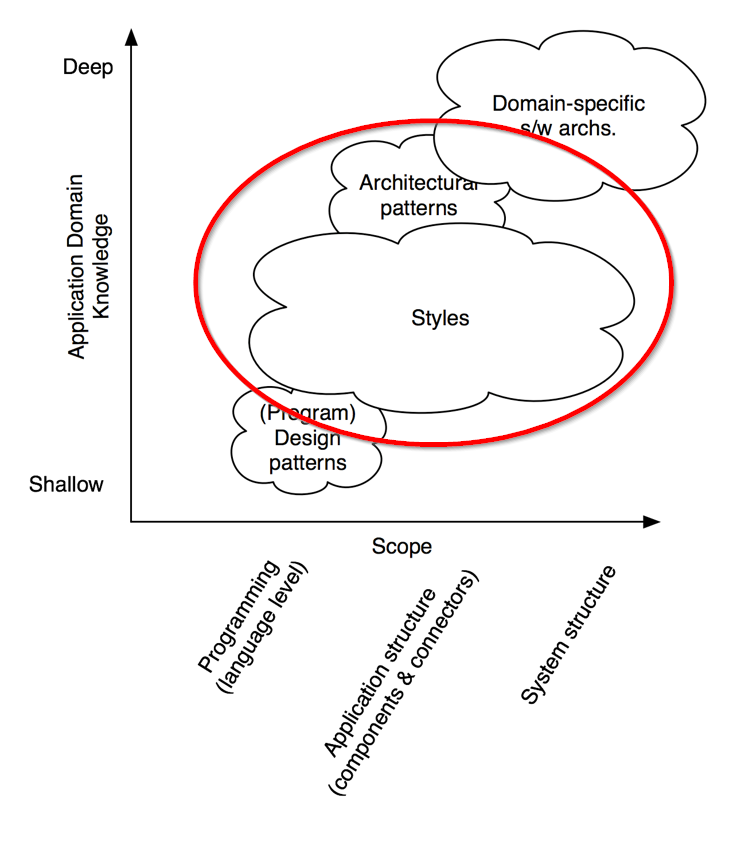 Deep
Domain-specific
s/w archs.
Architectural
patterns
Application Domain
Knowledge
Styles
(Program)
Design
patterns
Shallow
Scope
Programming
(language level)
Application structure
(components & connectors)
System structure